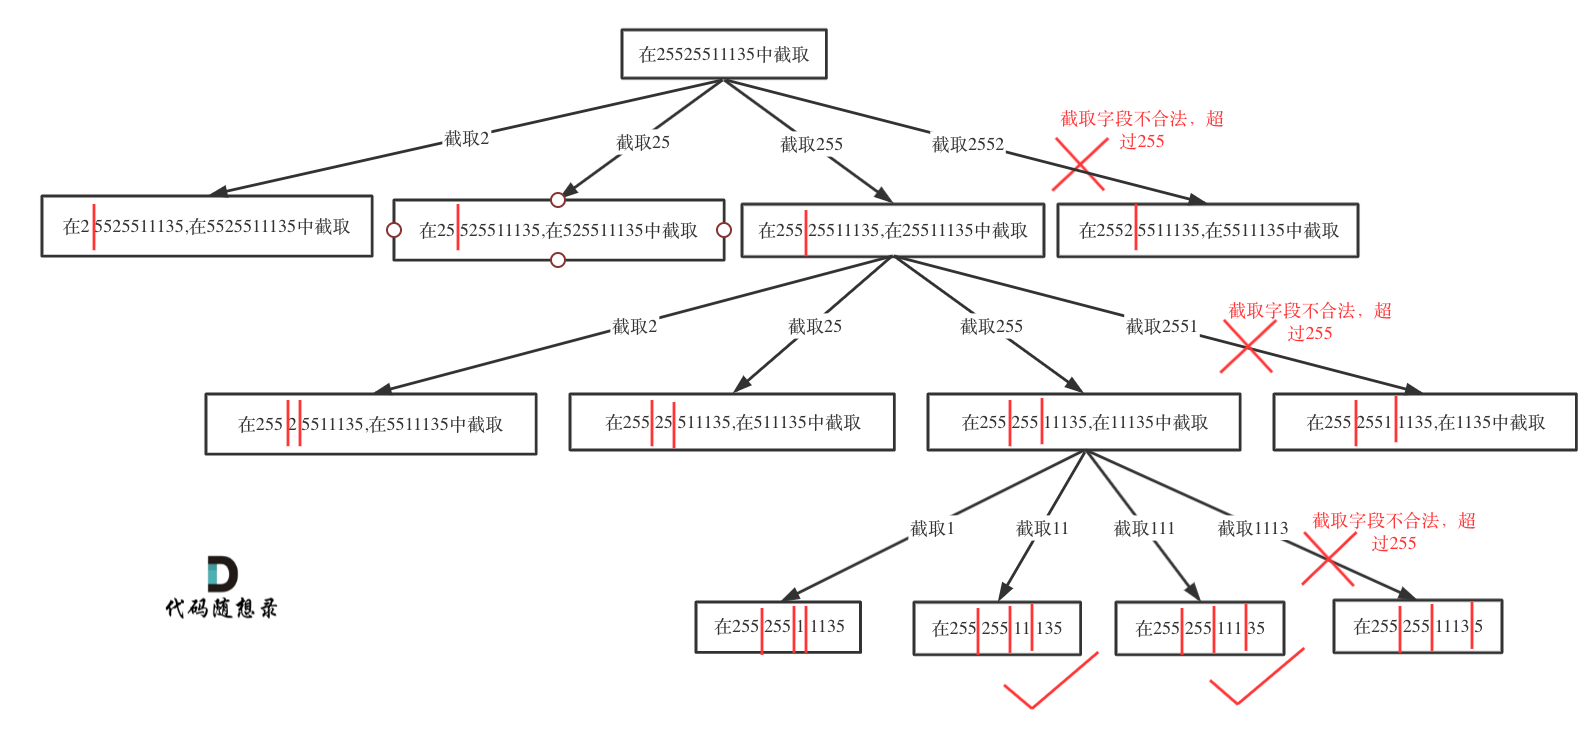 在25525511135中截取
截取字段不合法，超
过255
截取2
截取25
截取255
截取2552
在2 5525511135,在5525511135中截取
在25 525511135,在525511135中截取
在255 25511135,在25511135中截取
在2552 5511135,在5511135中截取
截取字段不合法，超
过255
截取2
截取25
截取255
截取2551
在255 2 5511135,在5511135中截取
在255 25 511135,在511135中截取
在255 255 11135,在11135中截取
在255 2551 1135,在1135中截取
截取字段不合法，超
过255
截取1
截取11
截取111
截取1113
在255 255 1 1135
在255 255 11 135
在255 255 111 35
在255 255 1113 5
代码随想录